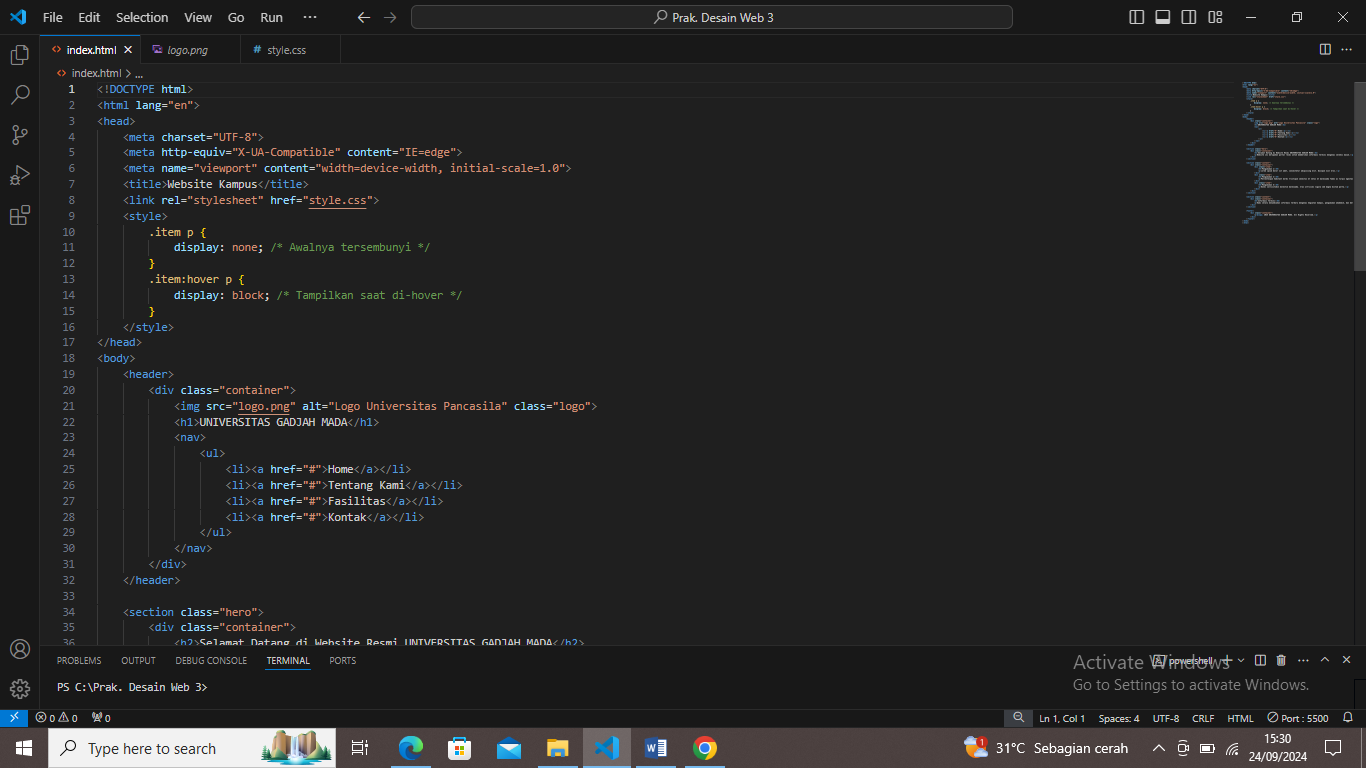 File Edit Selection View Go Run ··· Prak. Desain Web 3
index.html logo.png style.css
index.html > ...
1 <!DOCTYPE html>
2 <html lang="en">
3 <head>
4 <meta charset="UTF-8">
5 <meta http-equiv="X-UA-Compatible" content="IE=edge">
6 <meta name="viewport" content="width=device-width, initial-scale=1.0">
7 <title>Website Kampus</title>
8 <link rel="stylesheet" href="style.css">
9 <style>
10 .item p {
11 display: none; /* Awalnya tersembunyi */
12 }
13 .item:hover p {
14 display: block; /* Tampilkan saat di-hover */
15 }
16 </style>
17 </head>
18 <body>
19 <header>
20 <div class="container">
21 <img src="logo.png" alt="Logo Universitas Pancasila" class="logo">
22 <h1>UNIVERSITAS GADJAH MADA</h1>
23 <nav>
24 <ul>
25 <li><a href="#">Home</a></li>
26 <li><a href="#">Tentang Kami</a></li>
27 <li><a href="#">Fasilitas</a></li>
28 <li><a href="#">Kontak</a></li>
29 </ul>
30 </nav>
31 </div>
32 </header>
33
34 <section class="hero">
35 <div class="container">
36 <h2>Selamat Datang di Website Resmi UNIVERSITAS GADJAH MADA</h2>
PROBLEMS OUTPUT DEBUG CONSOLE TERMINAL PORTS powershell
PS C:\Prak. Desain Web 3>
Activate Windows
Go to Settings to activate Windows.
0 0 0 Ln 1, Col 1 Spaces: 4 UTF-8 CRLF HTML Port : 5500
Type here to search 1 31°C Sebagian cerah 15:30
24/09/2024